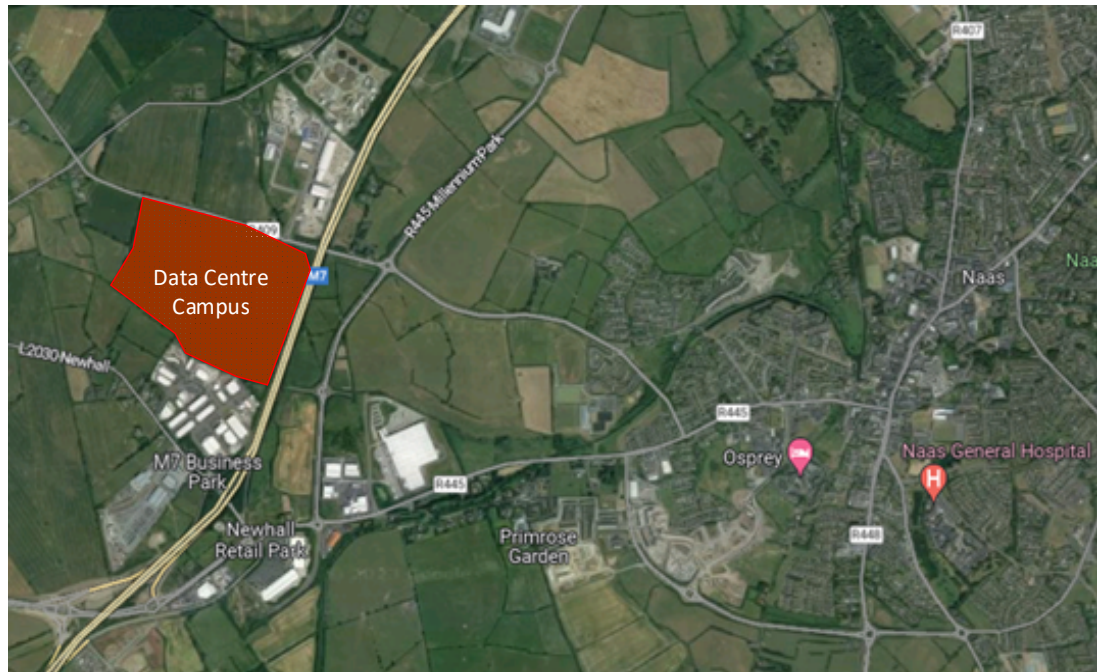 R407
R445 Millennium Park
R409
Data Centre
Campus
M7
Naas
Naa
L2030 Newhall
R445
Osprey
Naas General Hospital
H
M7 Business
Park
R445
Newhall
Retail Park
Primrose
Garden
R448